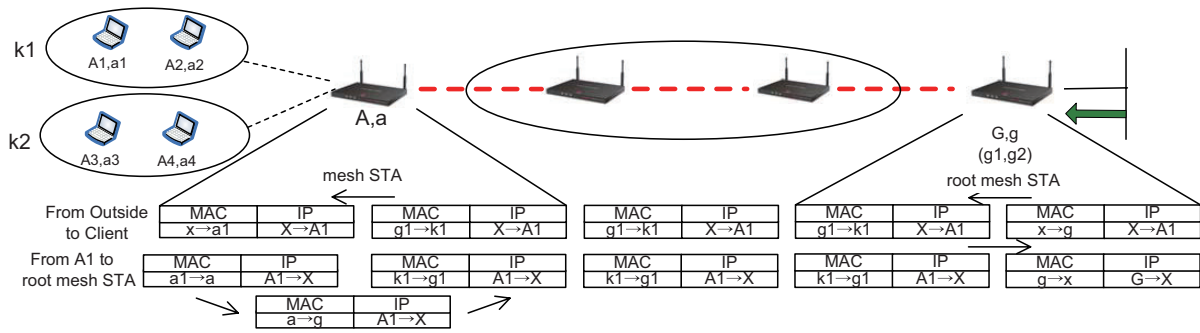 k1
A1,a1 A2,a2
k2
A3,a3 A4,a4
A,a
G,g
(g1,g2)
mesh STA
root mesh STA
From Outside
to Client
MAC IP MAC IP MAC IP MAC IP MAC IP
x→a1 X→A1 g1→k1 X→A1 g1→k1 X→A1 g1→k1 X→A1 x→g X→A1
From A1 to
root mesh STA
MAC IP MAC IP MAC IP MAC IP MAC IP
a1→a A1→X k1→g1 A1→X k1→g1 A1→X k1→g1 A1→X g→x G→X
MAC IP
a→g A1→X